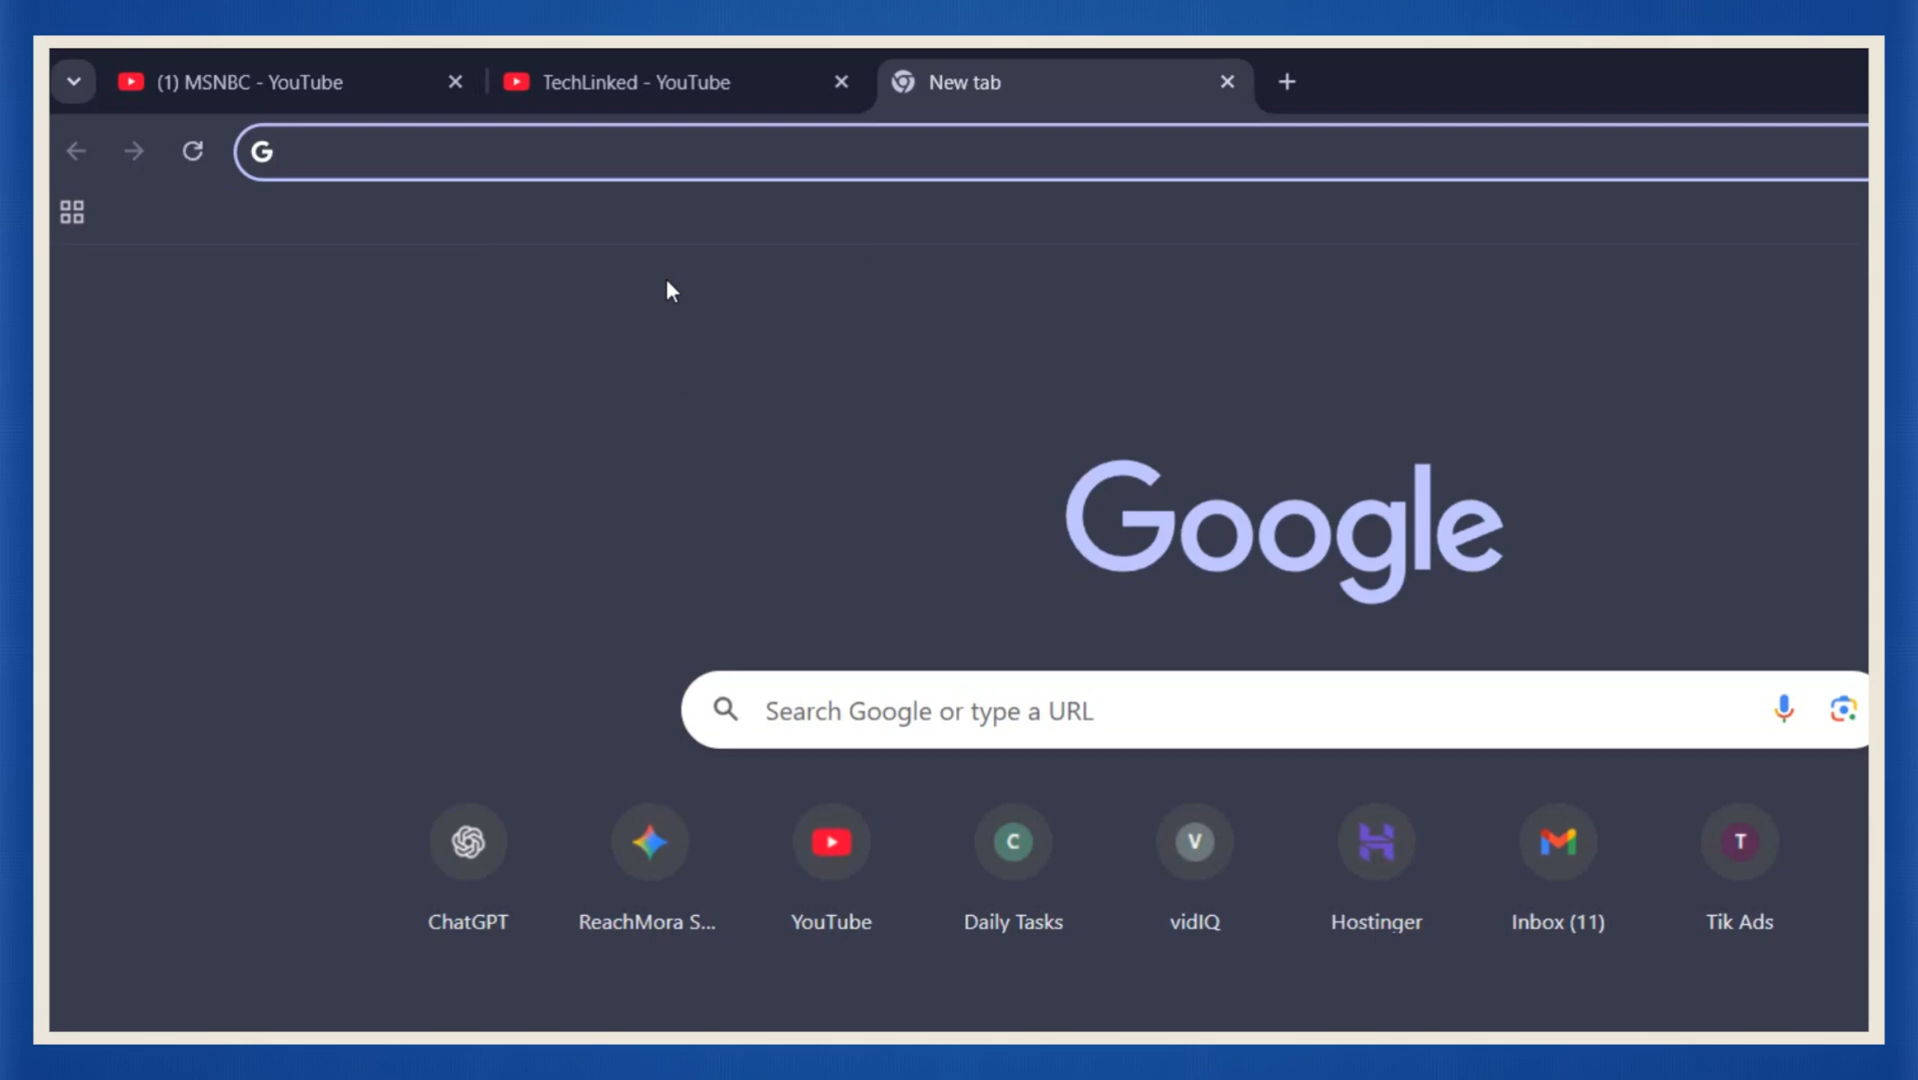 (1) MSNBC - YouTube
TechLinked - YouTube
New tab
G
Google
Search Google or type a URL
C
V
T
ChatGPT
ReachMora S...
YouTube
Daily Tasks
vidIQ
Hostinger
Inbox (11)
Tik Ads